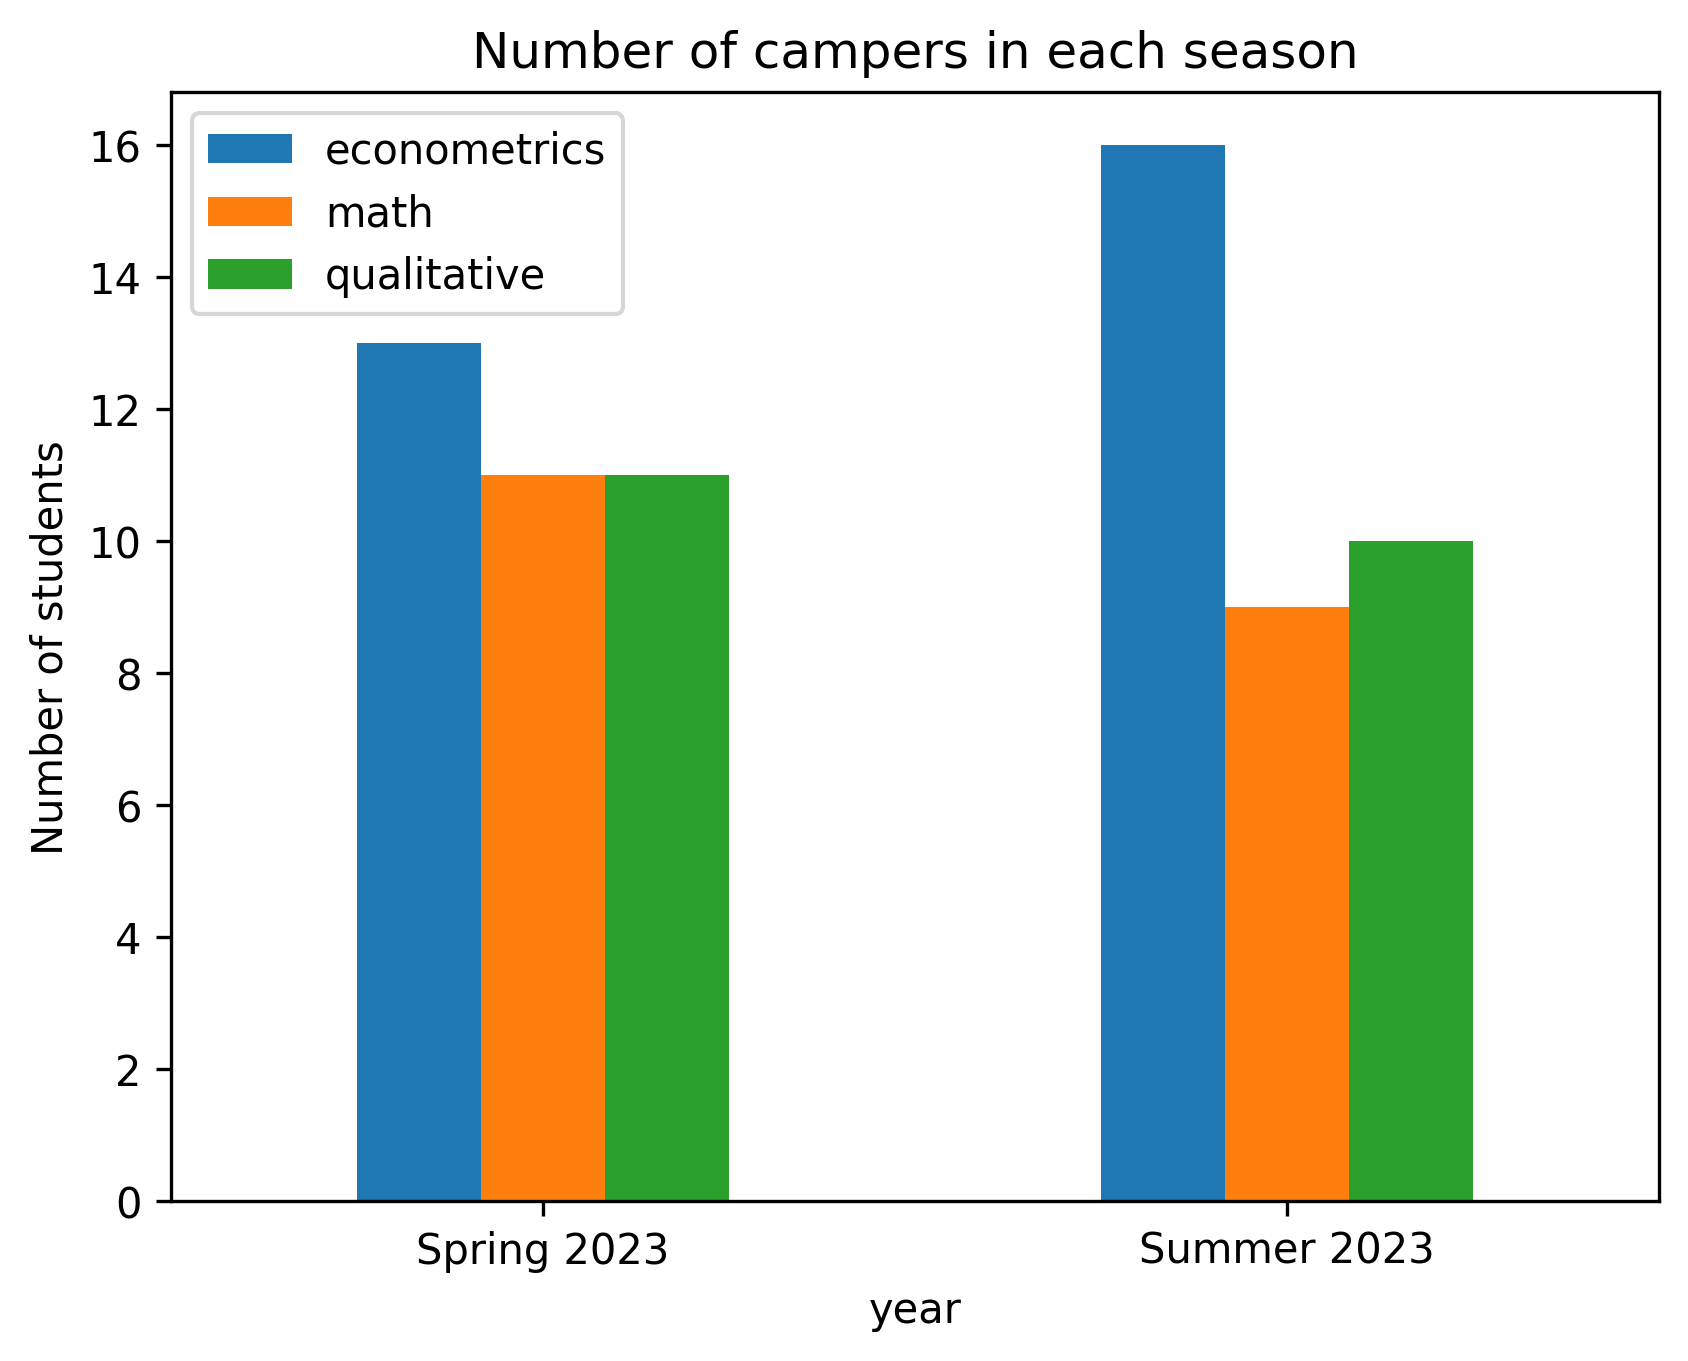 Number of campers in each season
econometrics
math
qualitative
16
14
12
10
8
6
4
2
0
Number of students
Spring 2023
Summer 2023
year